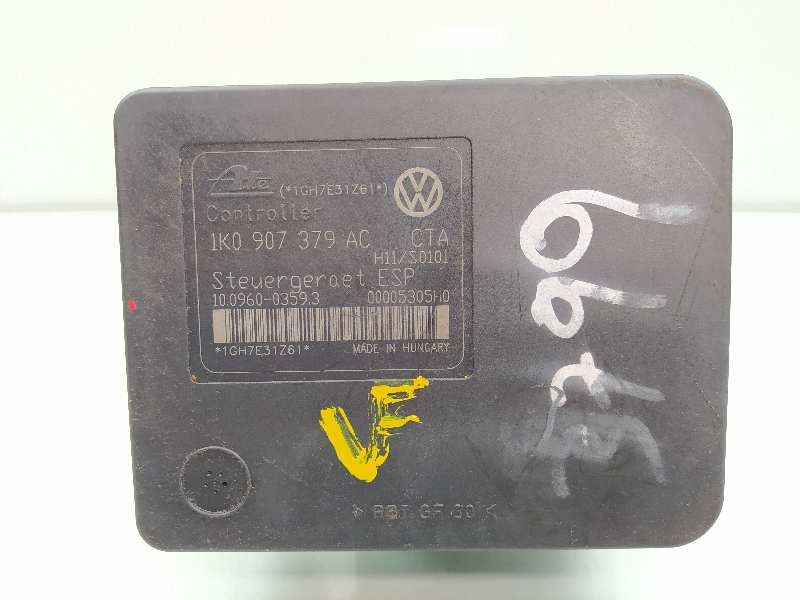 Ate (*1GH7E31Z61*)
Controller
1K0 907 379 AC CTA
H11/S0101
Steuergeraet ESP
10.0960-0359.3 00005305H0
*1GH7E31Z61* MADE IN HUNGARY
VF
> PBT GF 30 <